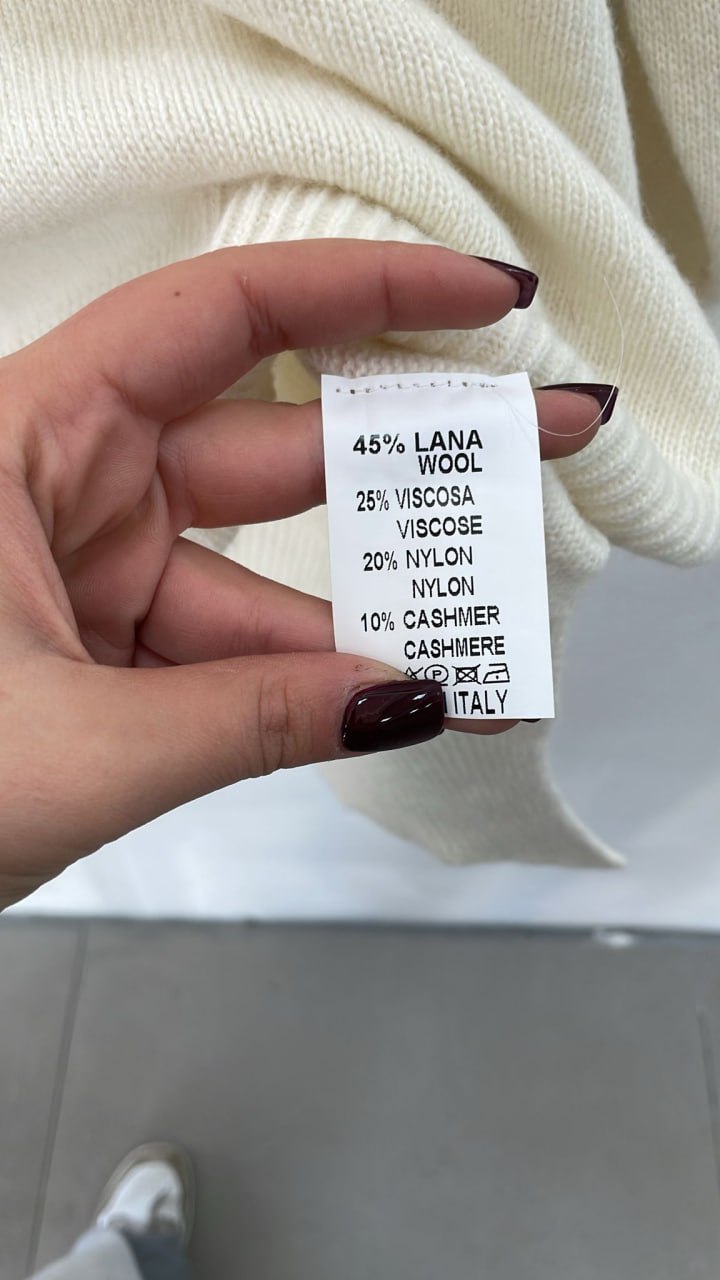 45% LANA
WOOL
25% VISCOSA
VISCOSE
20% NYLON
NYLON
10% CASHMER
CASHMERE
P
ITALY